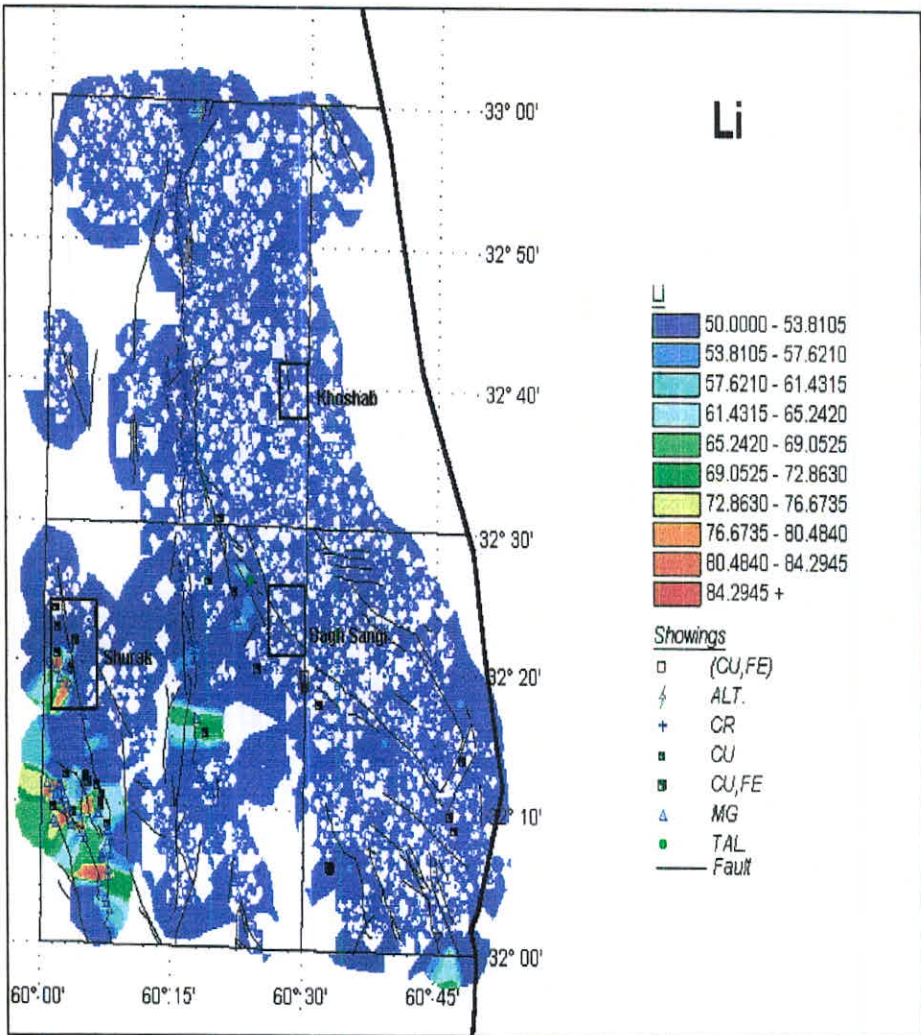 Li
33° 00'
32° 50'
32° 40'
32° 30'
32° 20'
32° 10'
32° 00'
60°:00'
60°:15'
60°:30'
60°:45'
Khoshab
Bagh Sangi
Shurak
Li
50.0000 - 53.8105
53.8105 - 57.6210
57.6210 - 61.4315
61.4315 - 65.2420
65.2420 - 69.0525
69.0525 - 72.8630
72.8630 - 76.6735
76.6735 - 80.4840
80.4840 - 84.2945
84.2945 +
Showings
(CU,FE)
ALT.
CR
CU
CU,FE
MG
TAL.
Fault